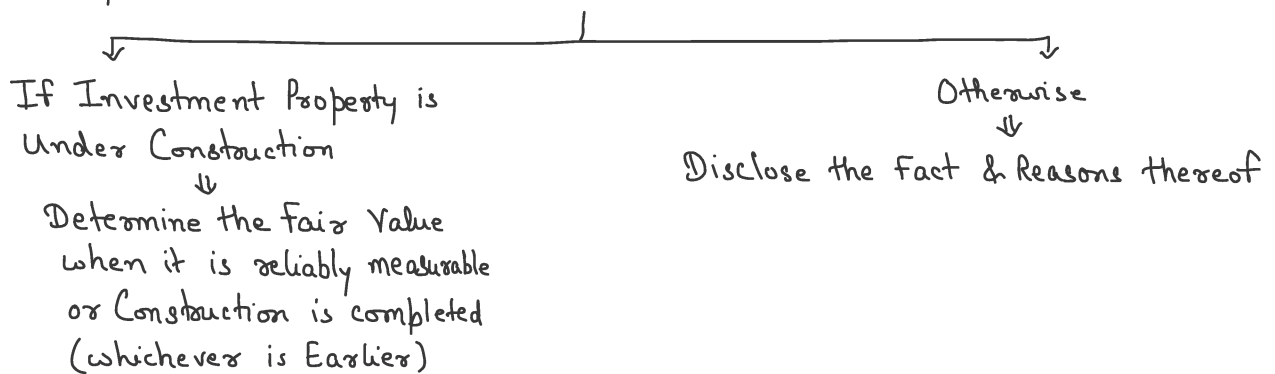 If Investment Property is
Under Construction
⇓
Determine the Fair Value
when it is reliably measurable
or Construction is completed
(whichever is Earlier)
Otherwise
⇓
Disclose the Fact & Reasons thereof